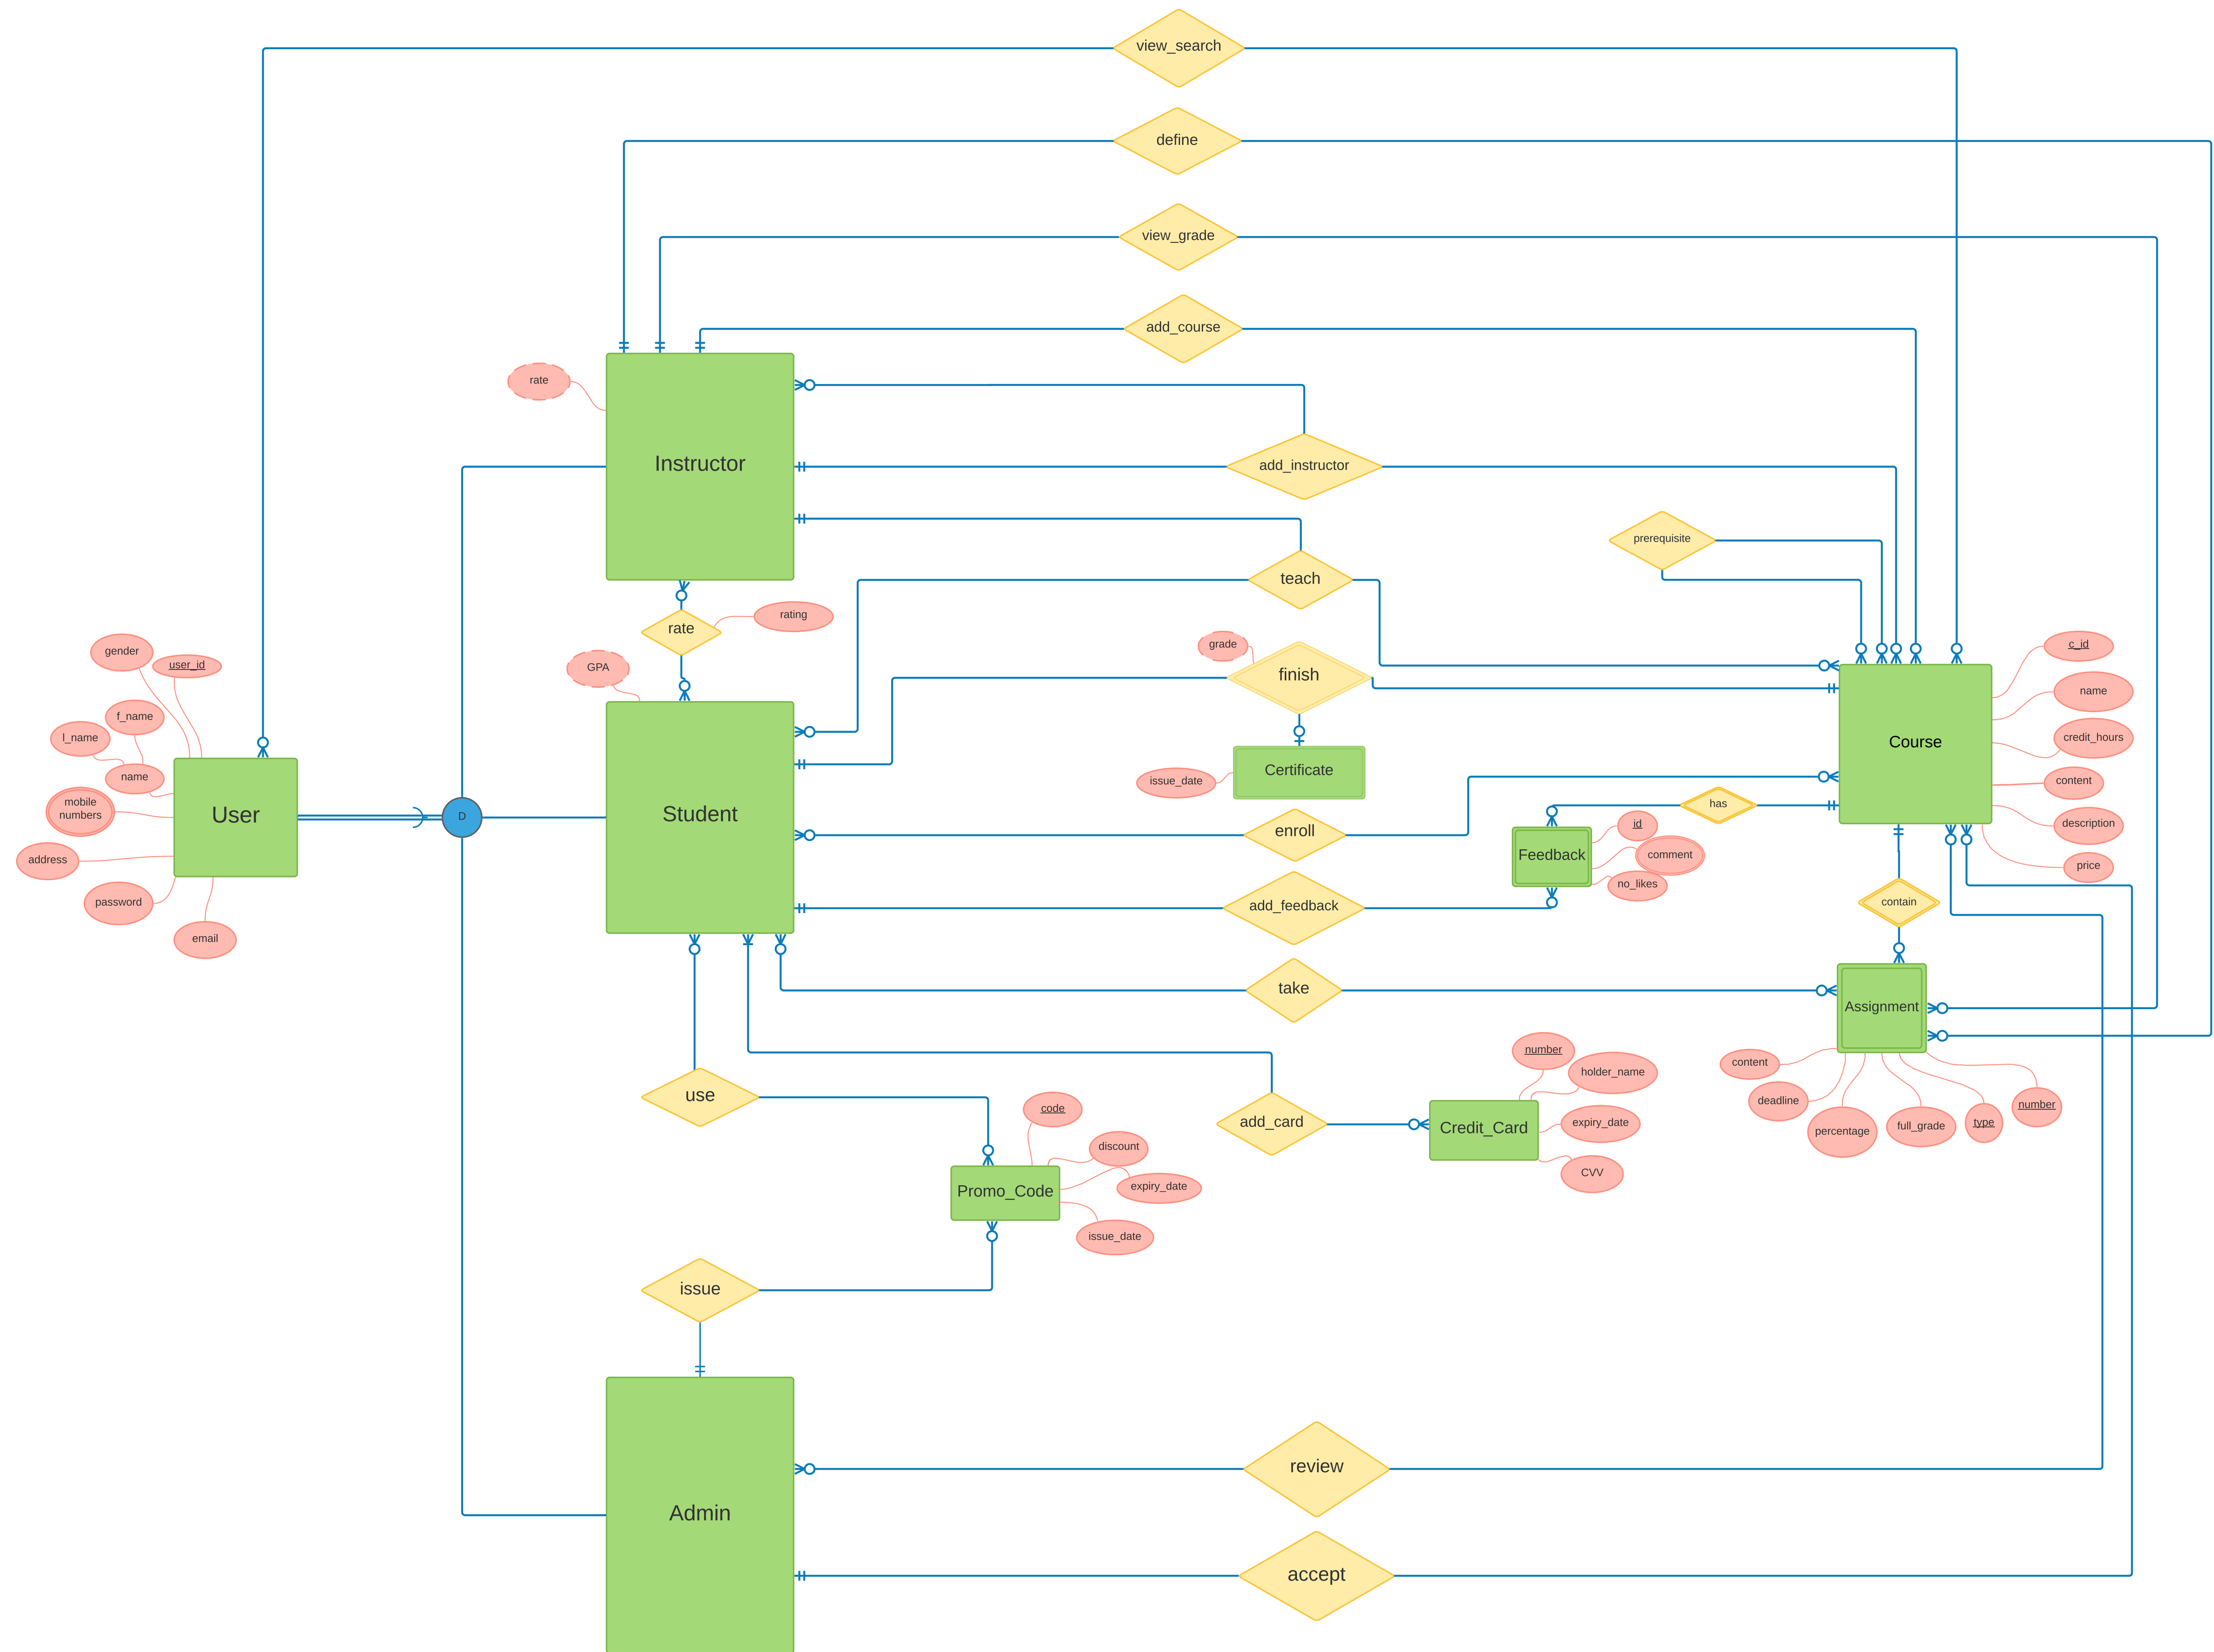 view_search
define
view_grade
add_course
rate
Instructor
add_instructor
prerequisite
teach
rate
rating
gender
user_id
GPA
grade
finish
c_id
name
f_name
l_name
name
credit_hours
Course
Certificate
issue_date
content
mobile
numbers
User
D
Student
has
description
enroll
id
Feedback
comment
no_likes
address
price
password
add_feedback
contain
email
take
Assignment
number
holder_name
content
deadline
percentage
full_grade
type
number
use
code
add_card
Credit_Card
expiry_date
CVV
discount
Promo_Code
expiry_date
issue_date
issue
review
Admin
accept